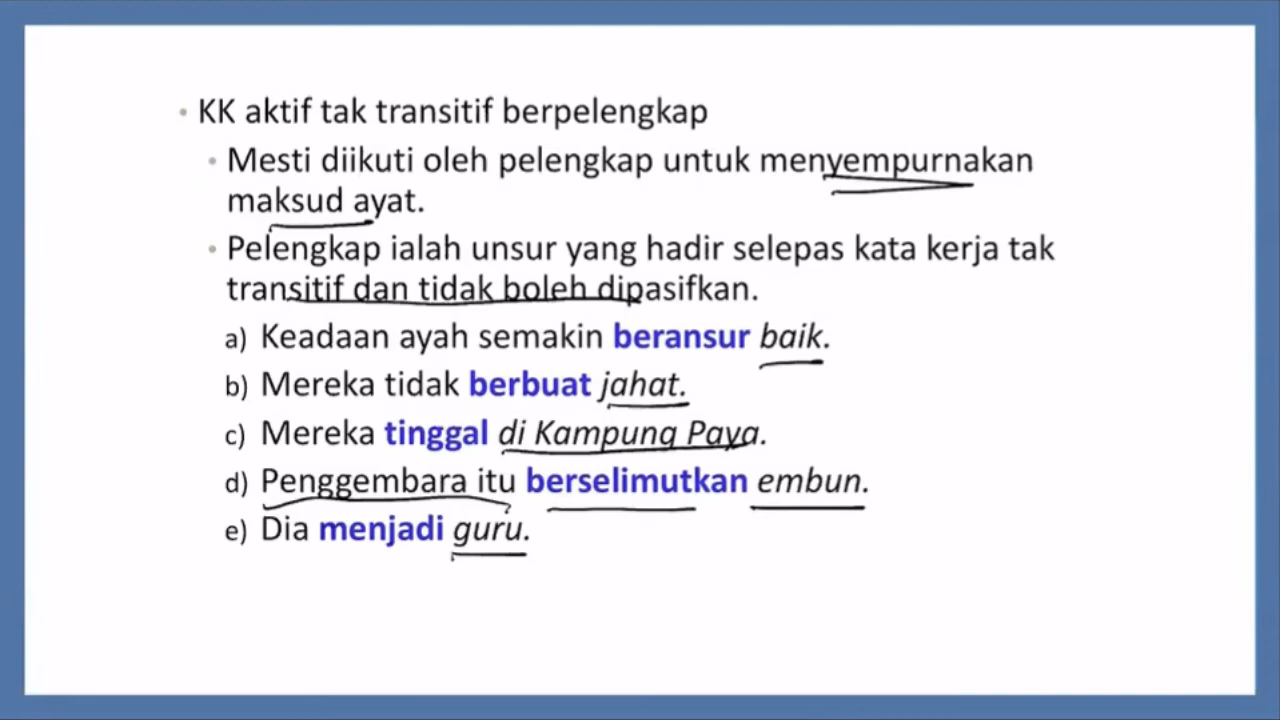 • KK aktif tak transitif berpelengkap
• Mesti diikuti oleh pelengkap untuk menyempurnakan
maksud ayat.
• Pelengkap ialah unsur yang hadir selepas kata kerja tak
transitif dan tidak boleh dipasifkan.
a) Keadaan ayah semakin beransur baik.
b) Mereka tidak berbuat jahat.
c) Mereka tinggal di Kampung Paya.
d) Penggembara itu berselimutkan embun.
e) Dia menjadi guru.